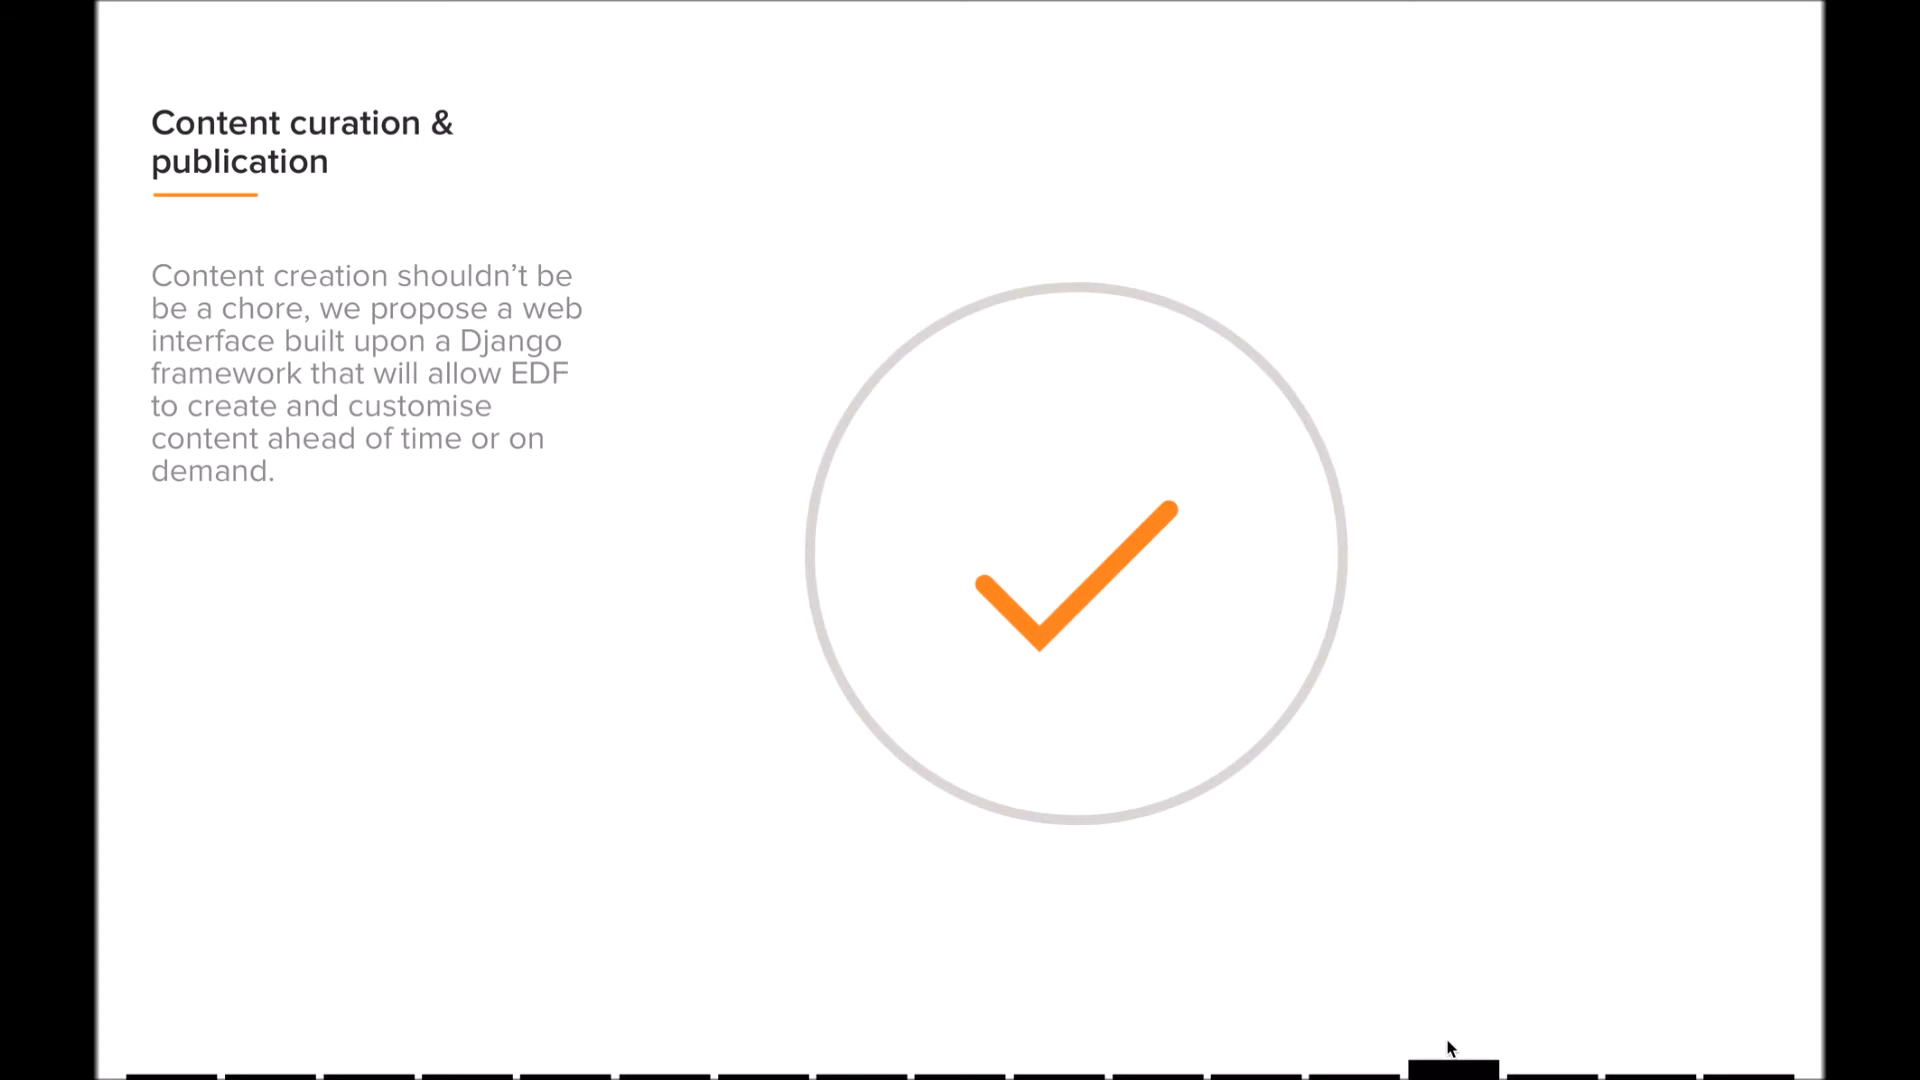 Content curation &
publication
Content creation shouldn’t be
be a chore, we propose a web
interface built upon a Django
framework that will allow EDF
to create and customise
content ahead of time or on
demand.